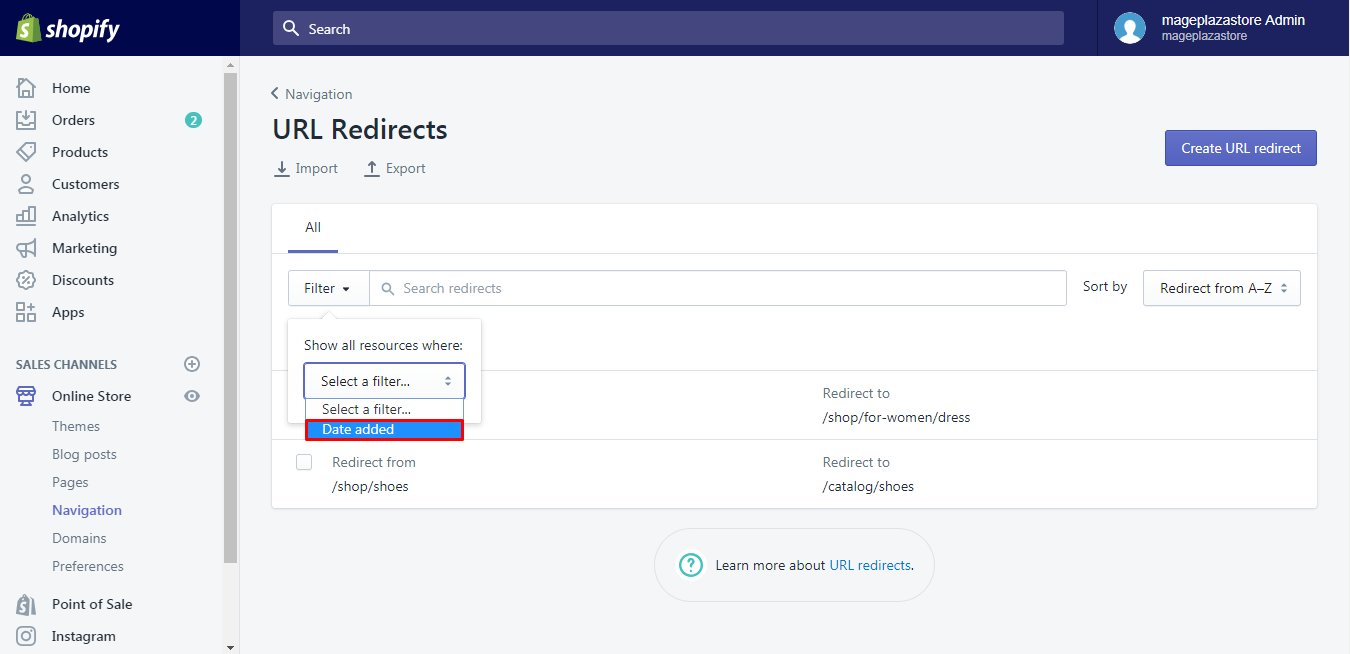 shopify
Search
mageplazastore Admin
mageplazastore
Home
Orders 2
Products
Customers
Analytics
Marketing
Discounts
Apps
SALES CHANNELS
Online Store
Themes
Blog posts
Pages
Navigation
Domains
Preferences
Point of Sale
Instagram
Navigation
URL Redirects
Import Export
Create URL redirect
All
Filter Search redirects Sort by Redirect from A–Z
Show all resources where:
Select a filter...
Select a filter...
Date added
Redirect to
/shop/for-women/dress
Redirect from Redirect to
/shop/shoes /catalog/shoes
Learn more about URL redirects.